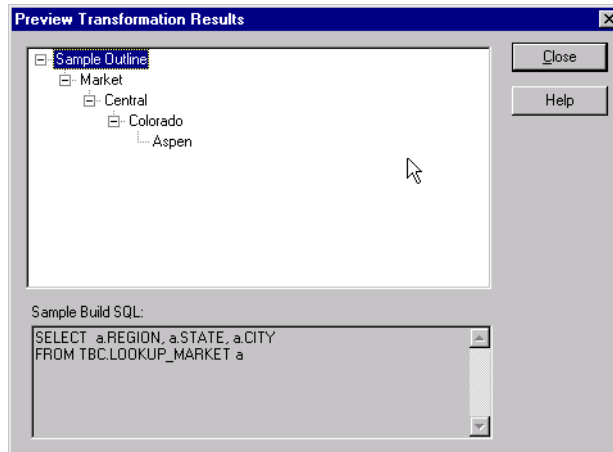 Preview Transformation Results
Sample Outline
Market
Central
Colorado
Aspen
Close
Help
Sample Build SQL:
SELECT a.REGION, a.STATE, a.CITY
FROM TBC.LOOKUP_MARKET a